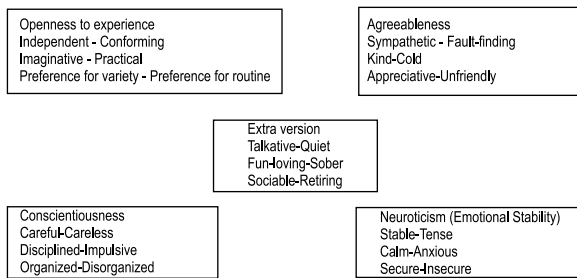 Openness to experience
Independent - Conforming
Imaginative - Practical
Preference for variety - Preference for routine
Agreeableness
Sympathetic - Fault-finding
Kind-Cold
Appreciative-Unfriendly
Extra version
Talkative-Quiet
Fun-loving-Sober
Sociable-Retiring
Conscientiousness
Careful-Careless
Disciplined-Impulsive
Organized-Disorganized
Neuroticism (Emotional Stability)
Stable-Tense
Calm-Anxious
Secure-Insecure